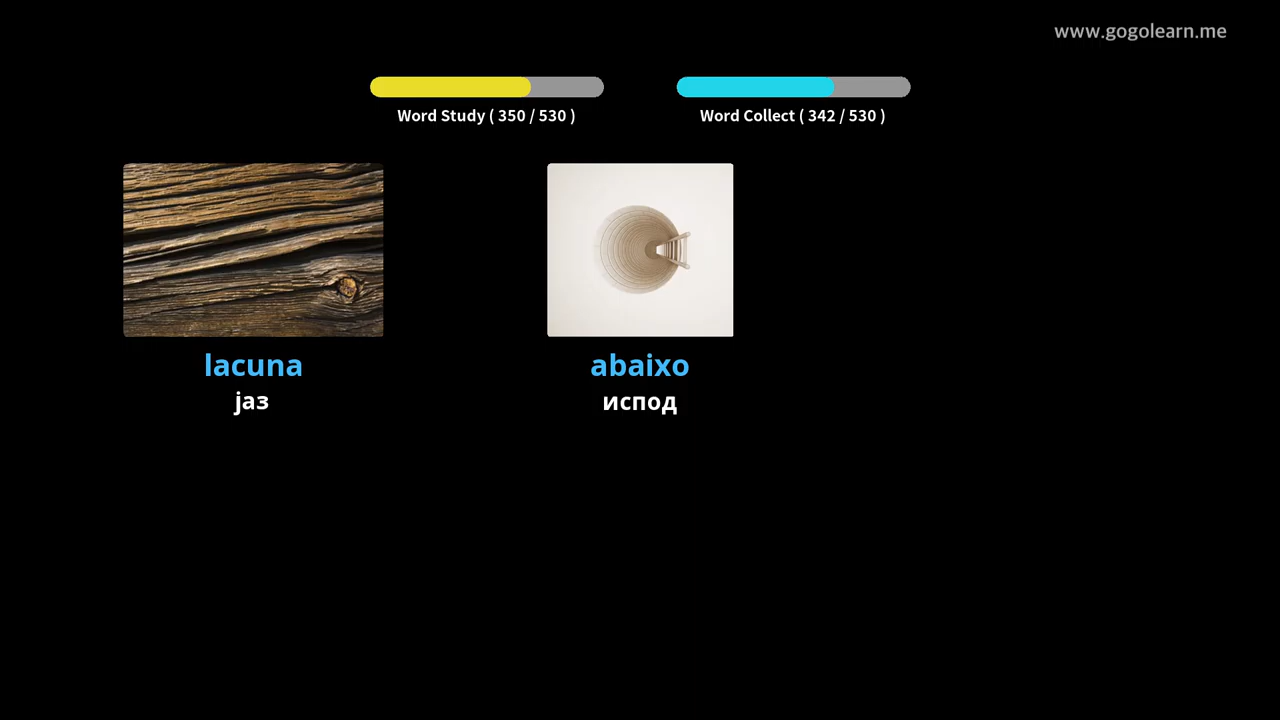 www.gogolearn.me
Word Study ( 350 / 530 )
Word Collect ( 342 / 530 )
lacuna
јаз
abaixo
испод